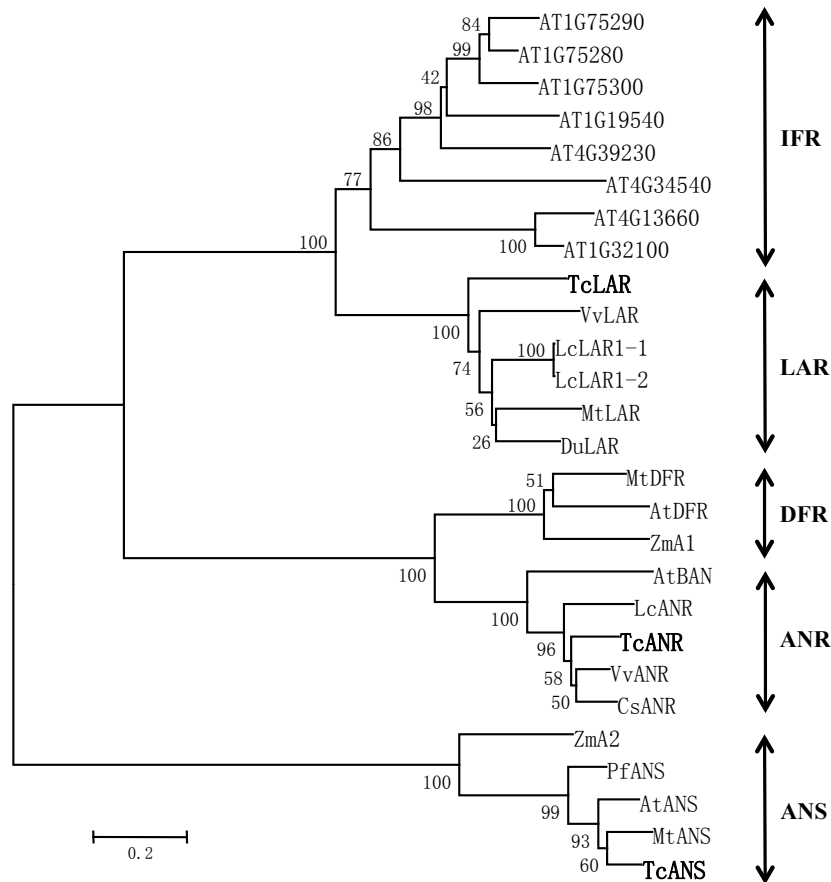 84 AT1G75290
99 AT1G75280
42 AT1G75300
98 AT1G19540
86 AT4G39230
77 AT4G34540
AT4G13660
100 100 AT1G32100
IFR
TcLAR
100 VvLAR
100 LcLAR1-1
74 LcLAR1-2
56 MtLAR
26 DuLAR
LAR
51 MtDFR
100 AtDFR
ZmA1
DFR
100 AtBAN
100 LcANR
96 TcANR
58 VvANR
50 CsANR
ANR
ZmA2
100 PfANS
99 AtANS
93 MtANS
60 TcANS
ANS
0.2